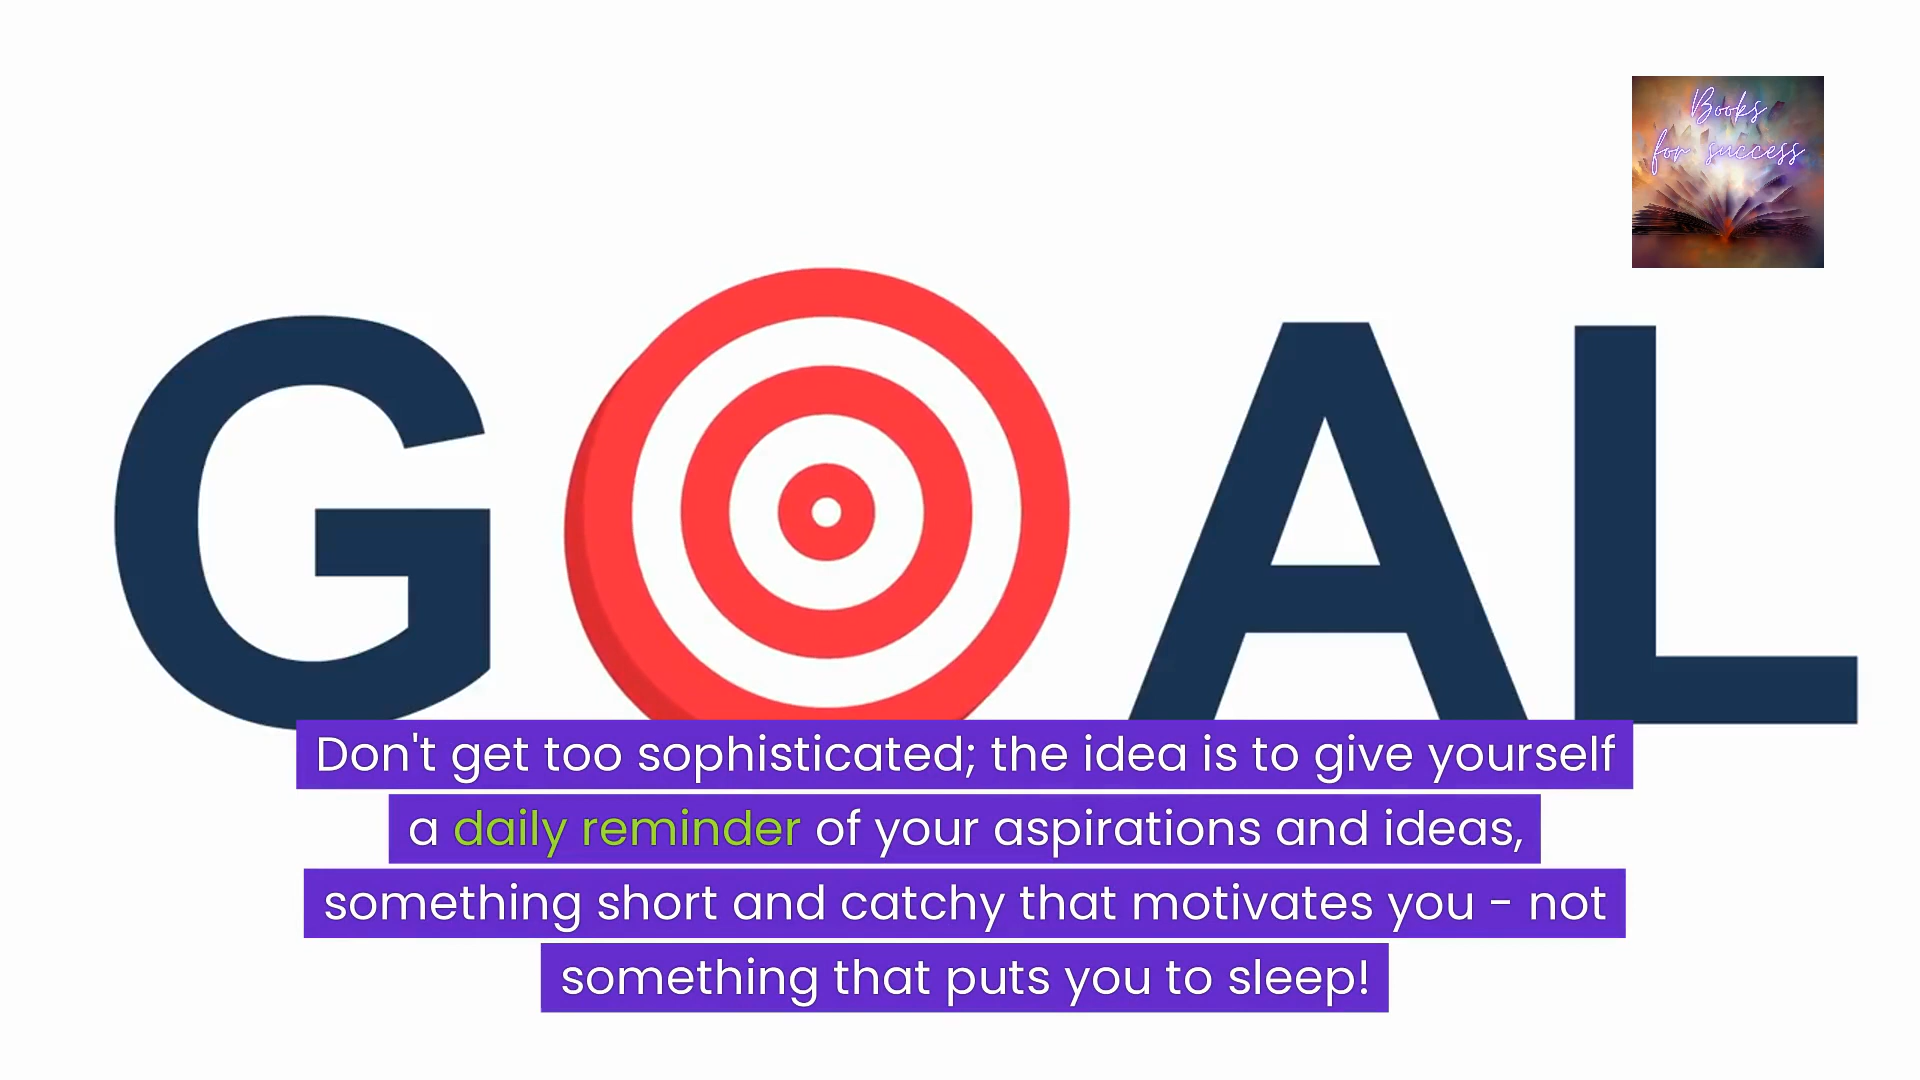 Books
for success
GOAL
Don't get too sophisticated; the idea is to give yourself
a daily reminder of your aspirations and ideas,
something short and catchy that motivates you - not
something that puts you to sleep!